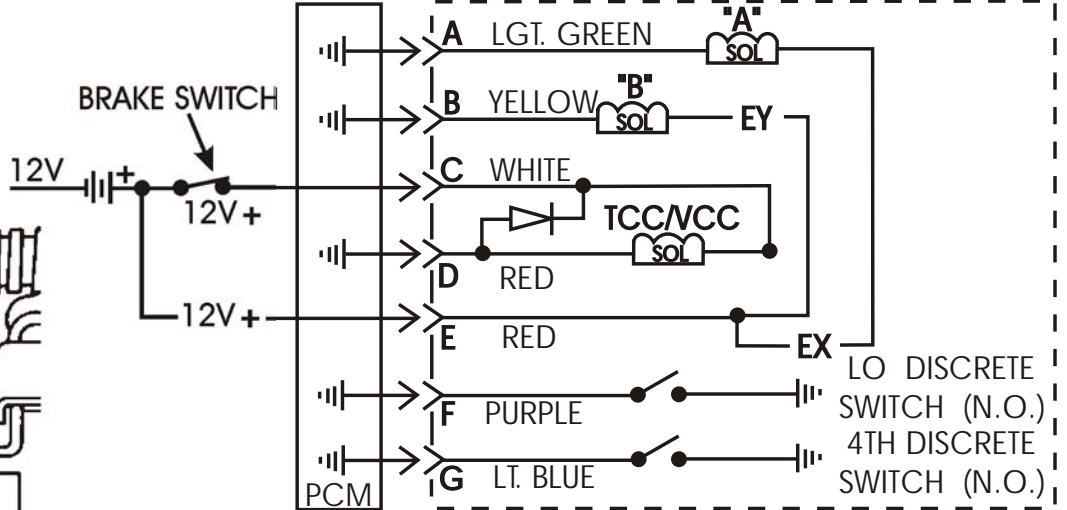 "A"
A LGT. GREEN
SOL
BRAKE SWITCH
"B"
B YELLOW
SOL
EY
12V
+
C WHITE
12V +
TCC/VCC
SOL
D RED
12V +
E RED
EX
LO DISCRETE
SWITCH (N.O.)
F PURPLE
4TH DISCRETE
SWITCH (N.O.)
G LT. BLUE
PCM